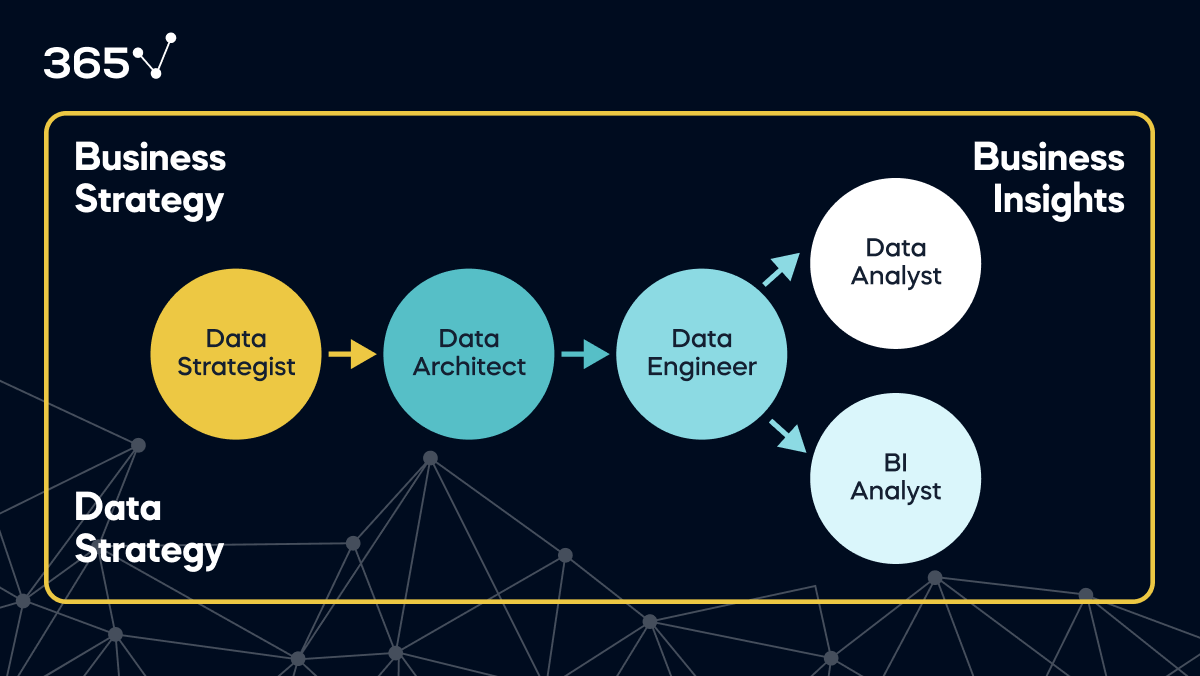 365
Business
Strategy
Business
Insights
Data
Strategist
Data
Architect
Data
Engineer
Data
Analyst
BI
Analyst
Data
Strategy